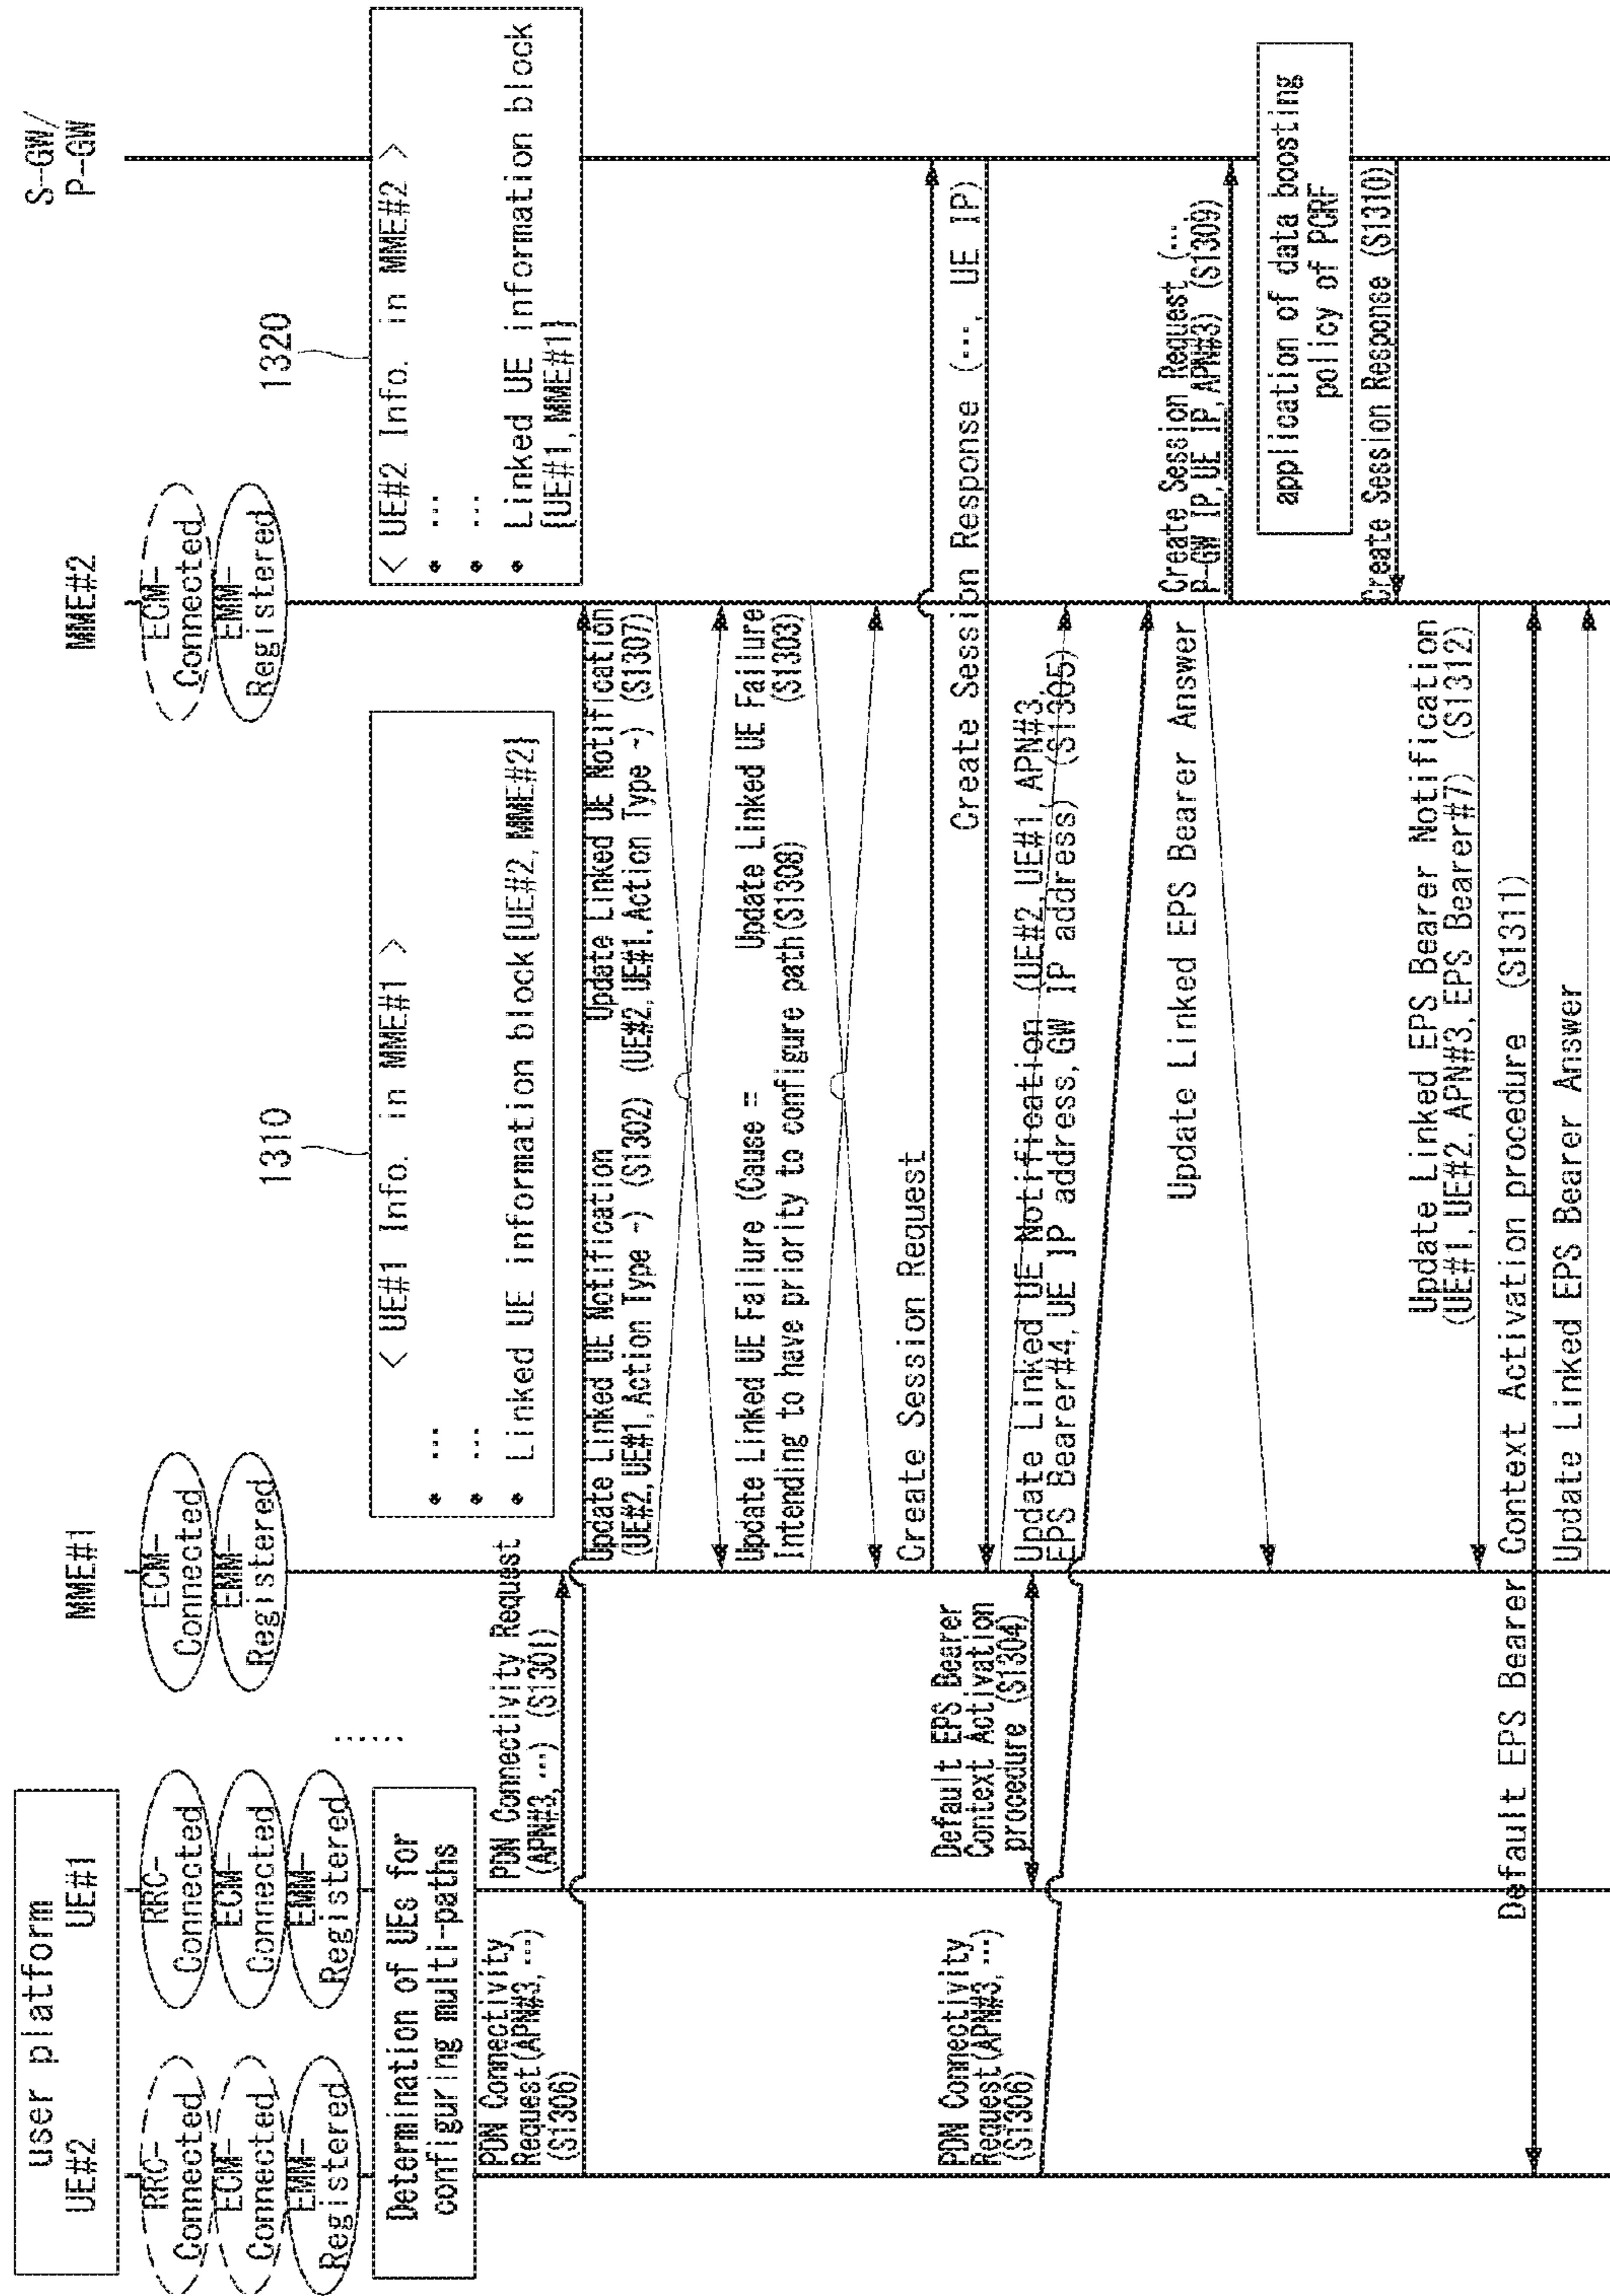 user platform
UE#2
UE#1
MME#1
MME#2
S-GW/
P-GW
RRC-
Connected
ECM-
Connected
EMM-
Registered
RRC-
Connected
ECM-
Connected
EMM-
Registered
......
ECM-
Connected
EMM-
Registered
ECM-
Connected
EMM-
Registered
1310
1320
Determination of UEs for
configuring multi-paths
< UE#1 Info. in MME#1 >
• ...
• ...
• Linked UE information block[UE#2, MME#2]
< UE#2 Info. in MME#2 >
• ...
• ...
• Linked UE information block
[UE#1, MME#1]
PDN Connectivity
Request(APN#3, ...)
(S1306)
PDN Connectivity Request
(APN#3, ...) (S1301)
Update Linked UE Notification
(UE#2, UE#1, Action Type ~) (S1302)
Update Linked UE Notification
(UE#2, UE#1, Action Type ~) (S1307)
Update Linked UE Failure (Cause ==
Intending to have priority to configure path(S1308)
Update Linked UE Failure
(S1303)
Create Session Request
Create Session Response (..., UE IP)
Default EPS Bearer
Context Activation
procedure (S1304)
Update Linked UE Notification (UE#2, UE#1, APN#3,
EPS Bearer#4, UE IP address, GW IP address) (S1305)
PDN Connectivity
Request(APN#3, ...)
(S1306)
Update Linked EPS Bearer Answer
Create Session Request (...,
P-GW IP, UE IP, APN#3) (S1309)
application of data boosting
policy of PCRF
Create Session Response (S1310)
Update Linked EPS Bearer Notification
(UE#1, UE#2, APN#3, EPS Bearer#7) (S1312)
Default EPS Bearer Context Activation procedure (S1311)
Update Linked EPS Bearer Answer